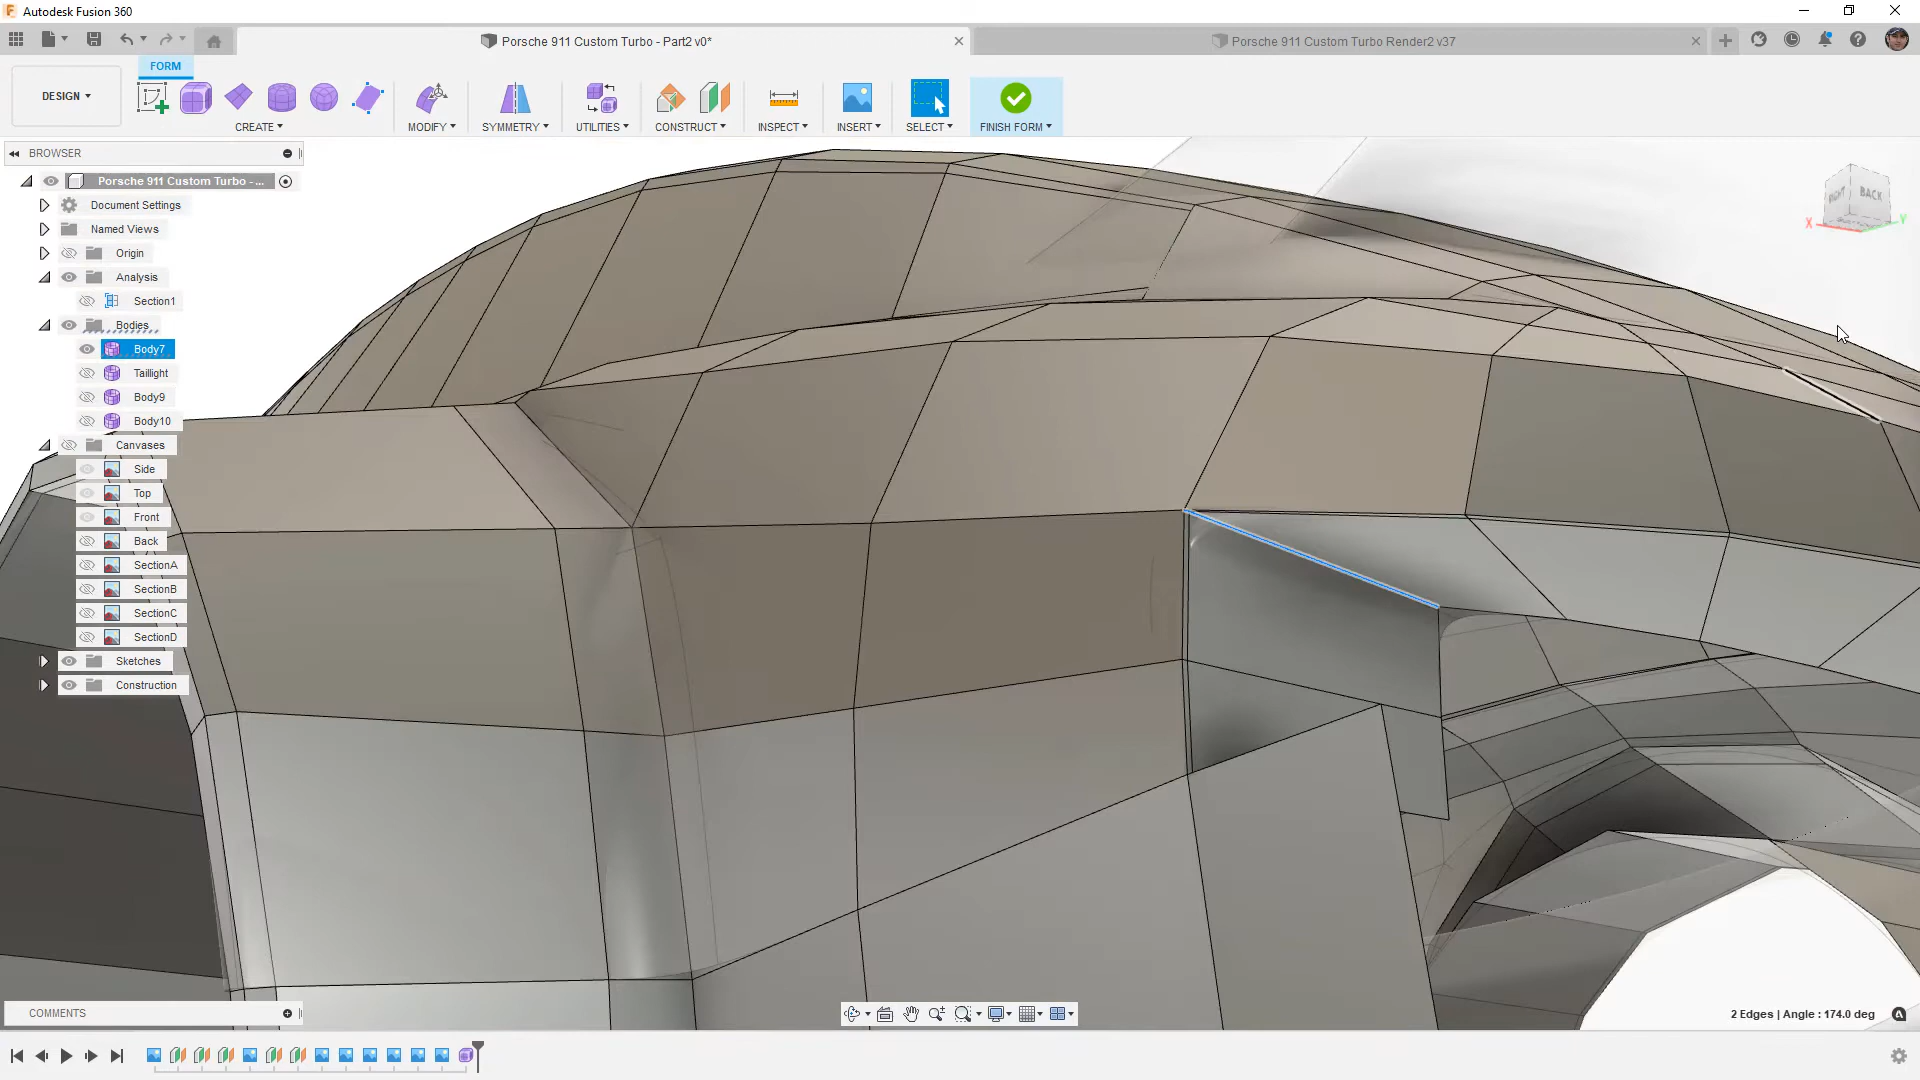 Autodesk Fusion 360
Porsche 911 Custom Turbo - Part2 v0*
Porsche 911 Custom Turbo Render2 v37
FORM
DESIGN
CREATE
MODIFY
SYMMETRY
UTILITIES
CONSTRUCT
INSPECT
INSERT
SELECT
FINISH FORM
BROWSER
Porsche 911 Custom Turbo - ...
Document Settings
Named Views
Origin
Analysis
Section1
Bodies
Body7
Taillight
Body9
Body10
Canvases
Side
Top
Front
Back
SectionA
SectionB
SectionC
SectionD
Sketches
Construction
RIGHT
BACK
X
Y
COMMENTS
2 Edges | Angle : 174.0 deg